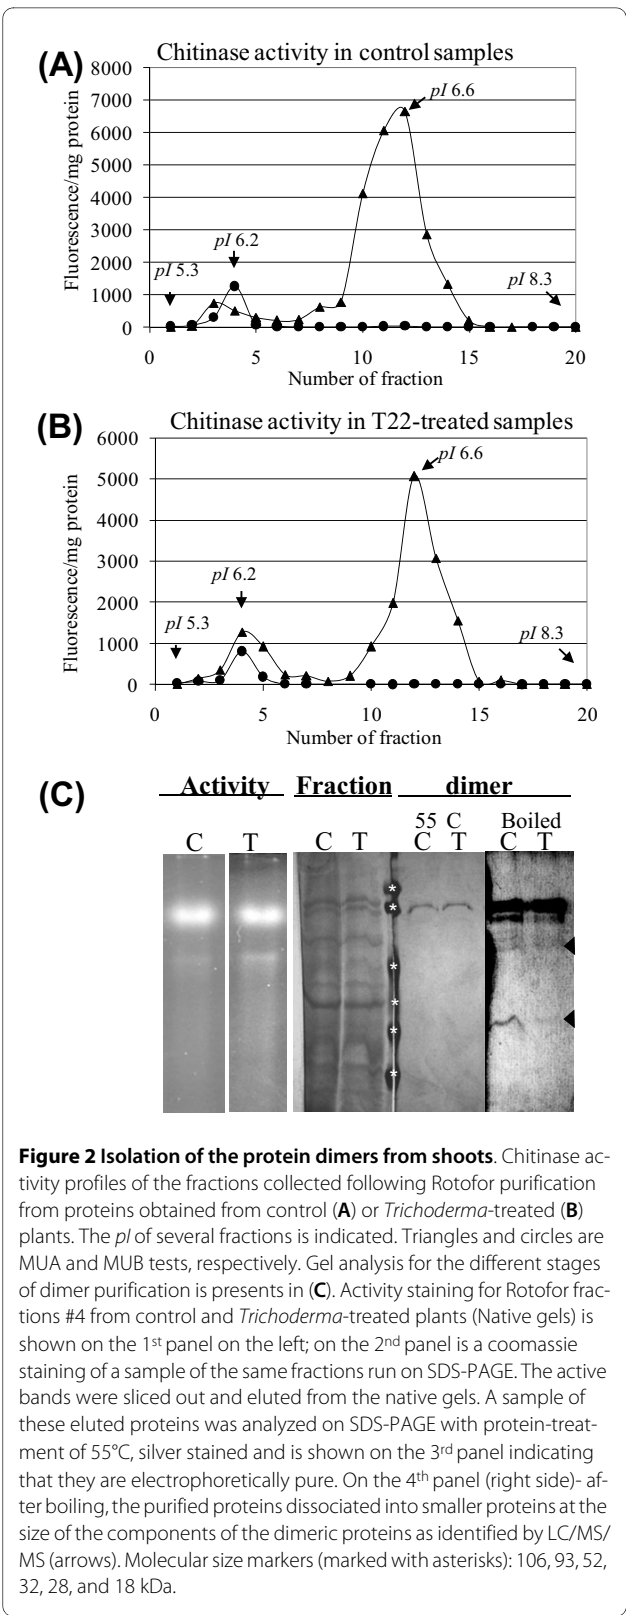 (A)
Chitinase activity in control samples
Fluorescence/mg protein
8000
7000
6000
5000
4000
3000
2000
1000
0
pI 5.3
pI 6.2
pI 6.6
pI 8.3
0 5 10 15 20
Number of fraction
(B)
Chitinase activity in T22-treated samples
Fluorescence/mg protein
6000
5000
4000
3000
2000
1000
0
pI 5.3
pI 6.2
pI 6.6
pI 8.3
0 5 10 15 20
Number of fraction
(C)
Activity Fraction dimer
55 C Boiled
C T C T C T C T
* * * * * *
Figure 2 Isolation of the protein dimers from shoots. Chitinase ac-
tivity profiles of the fractions collected following Rotofor purification
from proteins obtained from control (A) or Trichoderma-treated (B)
plants. The pI of several fractions is indicated. Triangles and circles are
MUA and MUB tests, respectively. Gel analysis for the different stages
of dimer purification is presents in (C). Activity staining for Rotofor frac-
tions #4 from control and Trichoderma-treated plants (Native gels) is
shown on the 1st panel on the left; on the 2nd panel is a coomassie
staining of a sample of the same fractions run on SDS-PAGE. The active
bands were sliced out and eluted from the native gels. A sample of
these eluted proteins was analyzed on SDS-PAGE with protein-treat-
ment of 55°C, silver stained and is shown on the 3rd panel indicating
that they are electrophoretically pure. On the 4th panel (right side)- af-
ter boiling, the purified proteins dissociated into smaller proteins at the
size of the components of the dimeric proteins as identified by LC/MS/
MS (arrows). Molecular size markers (marked with asterisks): 106, 93, 52,
32, 28, and 18 kDa.